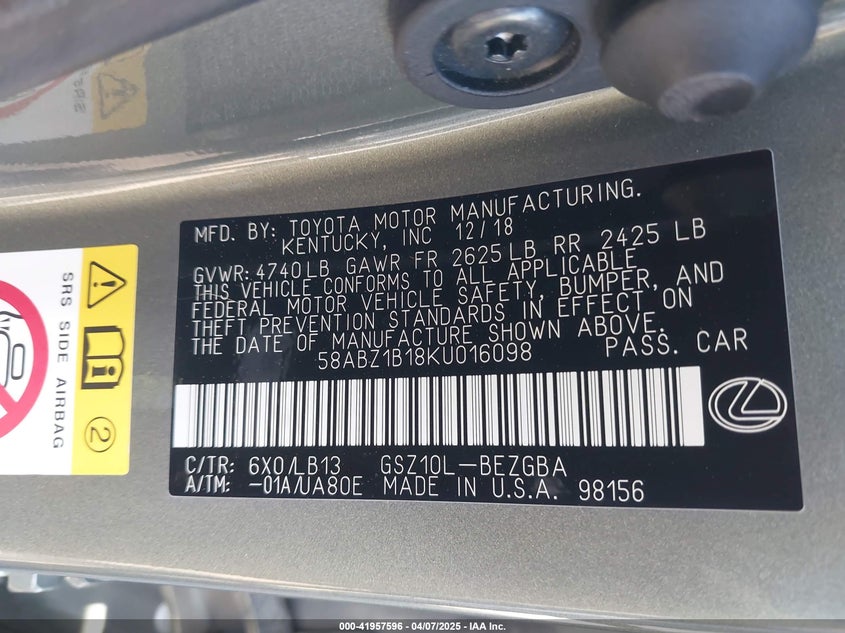 MFD. BY: TOYOTA MOTOR MANUFACTURING.
KENTUCKY, INC 12/18
GVWR: 4740LB GAWR FR 2625LB RR 2425 LB
THIS VEHICLE CONFORMS TO ALL APPLICABLE
FEDERAL MOTOR VEHICLE SAFETY, BUMPER, AND
THEFT PREVENTION STANDARDS IN EFFECT ON
THE DATE OF MANUFACTURE SHOWN ABOVE.
58ABZ1B18KU016098 PASS. CAR
C/TR: 6X0/LB13 GSZ10L-BEZGBA
A/TM: -01A/UA80E MADE IN U.S.A. 98156
SRS SIDE AIRBAG
2
000-41957596 - 04/07/2025 - IAA Inc.